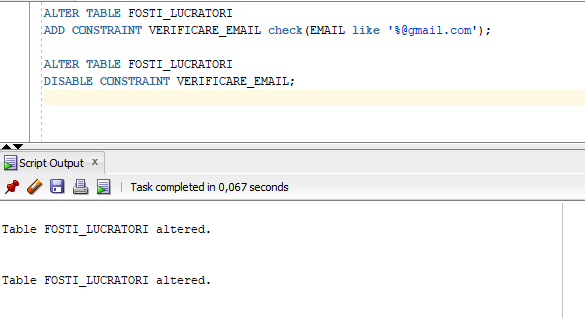 ALTER TABLE FOSTI_LUCRATORI
ADD CONSTRAINT VERIFICARE_EMAIL check(EMAIL like '%@gmail.com');
ALTER TABLE FOSTI_LUCRATORI
DISABLE CONSTRAINT VERIFICARE_EMAIL;
Script Output x
Task completed in 0,067 seconds
Table FOSTI_LUCRATORI altered.
Table FOSTI_LUCRATORI altered.